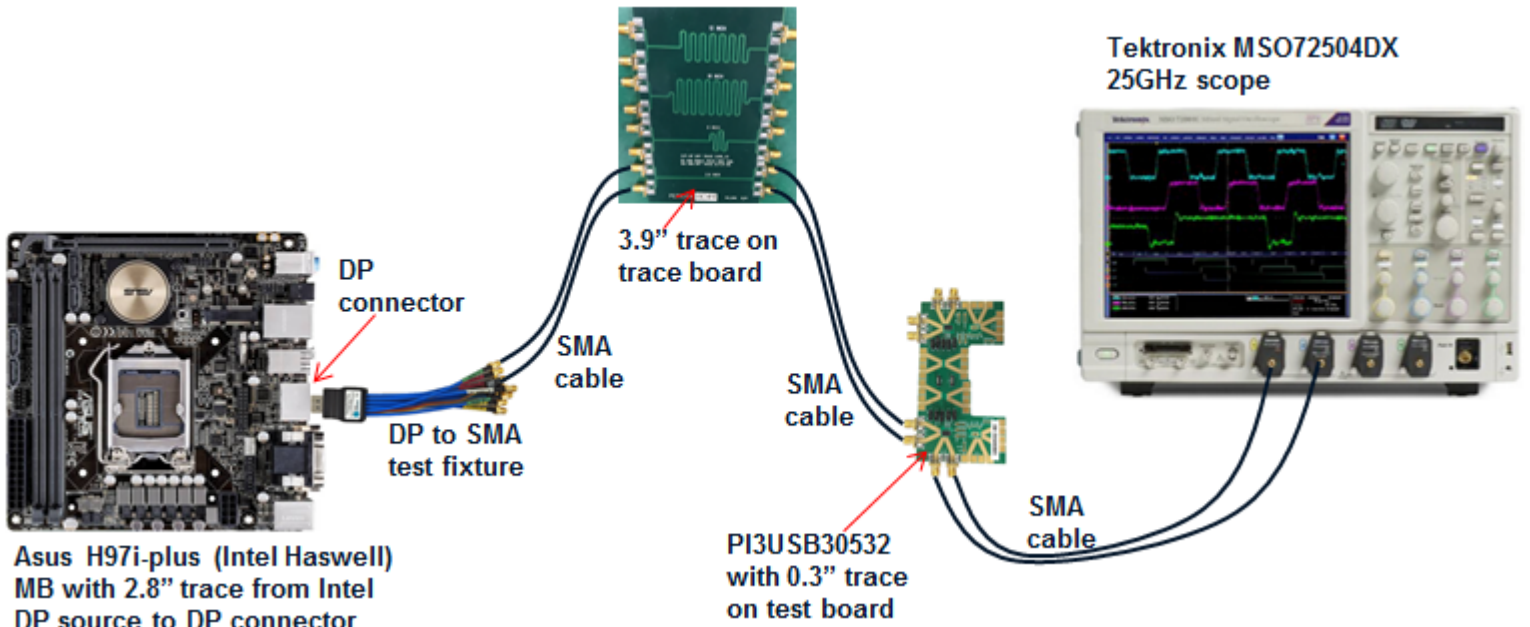 Tektronix MSO72504DX
25GHz scope
3.9" trace on
trace board
DP
connector
SMA
cable
DP to SMA
test fixture
SMA
cable
SMA
cable
PI3USB30532
with 0.3" trace
on test board
Asus H97i-plus (Intel Haswell)
MB with 2.8" trace from Intel
DP source to DP connector